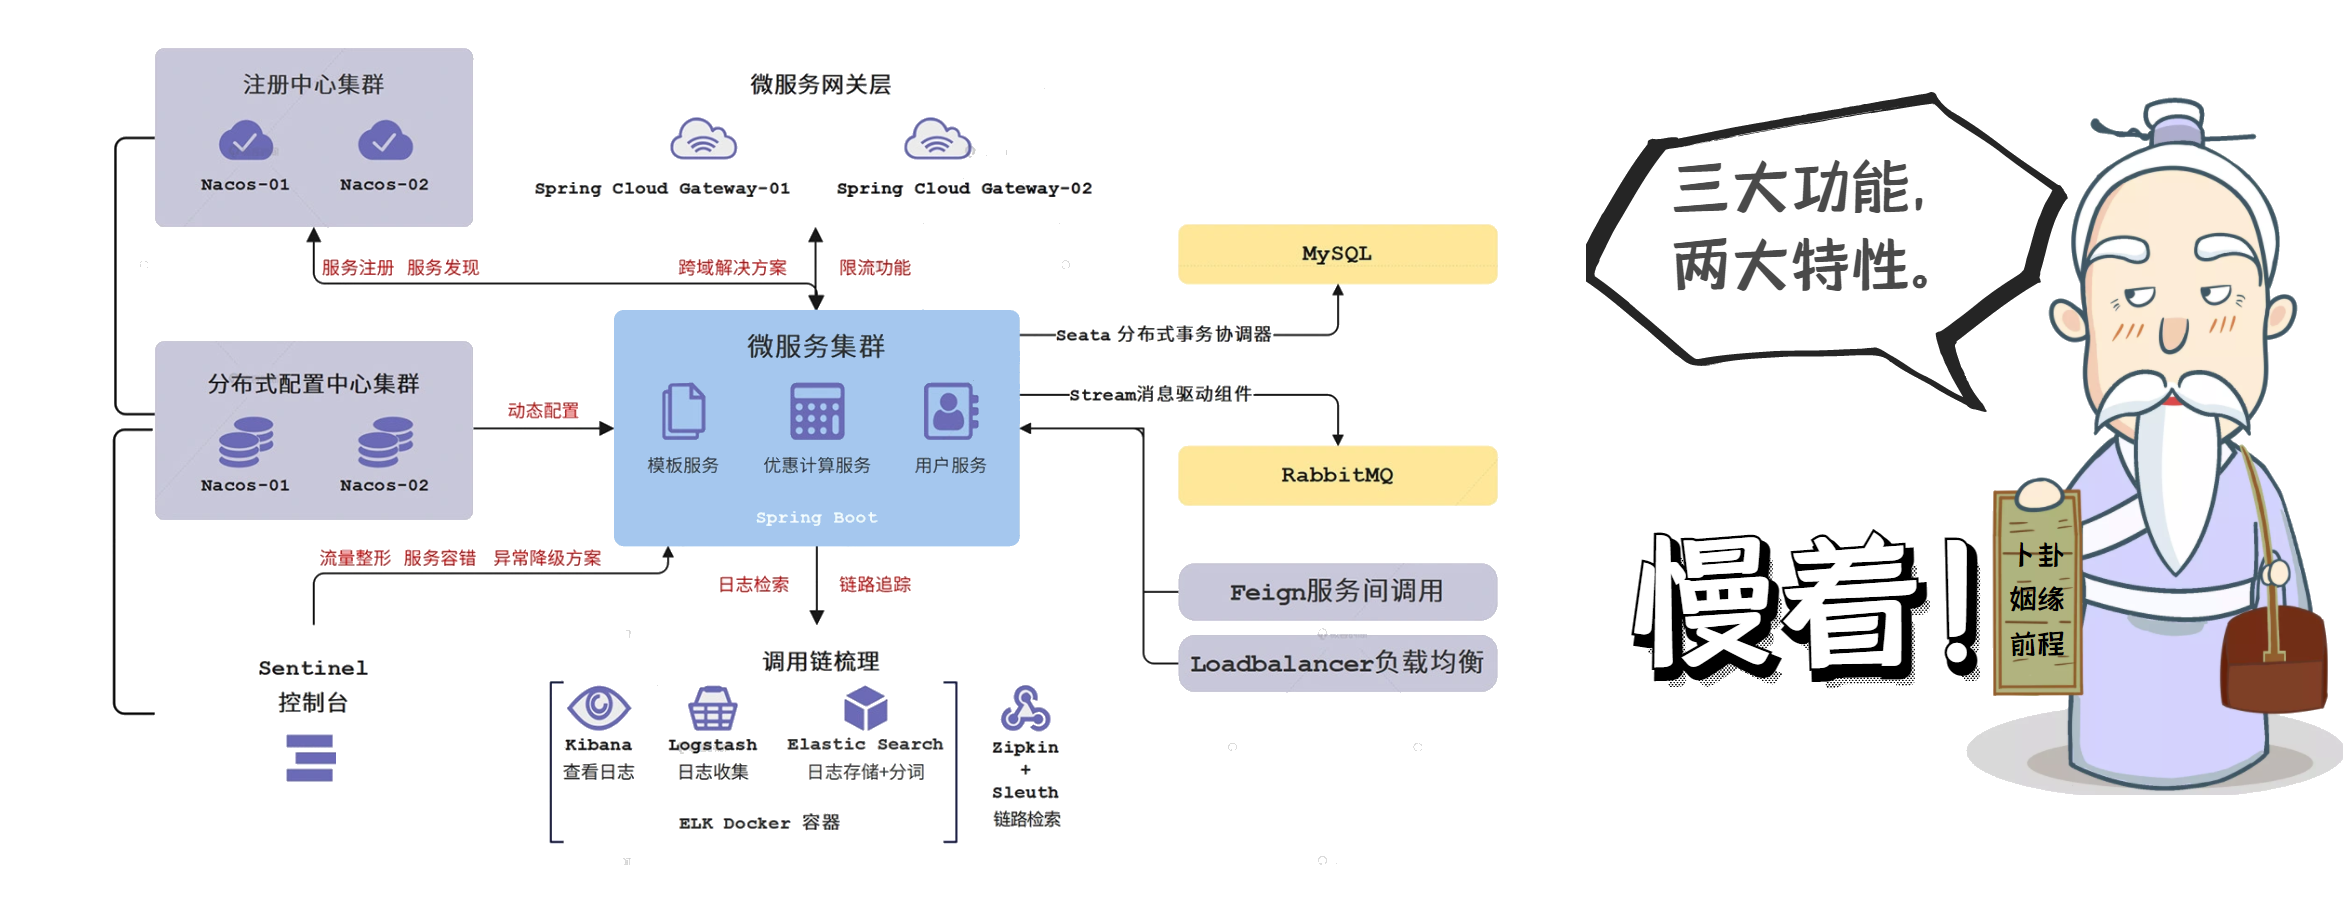 注册中心集群
Nacos-01 Nacos-02
微服务网关层
Spring Cloud Gateway-01 Spring Cloud Gateway-02
服务注册 服务发现
跨域解决方案 限流功能
分布式配置中心集群
Nacos-01 Nacos-02
动态配置
微服务集群
模板服务 优惠计算服务 用户服务
Spring Boot
MySQL
Seata 分布式事务协调器
Stream消息驱动组件
RabbitMQ
Feign服务间调用
Loadbalancer负载均衡
流量整形 服务容错 异常降级方案
日志检索 链路追踪
Sentinel
控制台
调用链梳理
Kibana
查看日志
Logstash
日志收集
Elastic Search
日志存储+分词
ELK Docker 容器
Zipkin
+
Sleuth
链路检索
三大功能,
两大特性。
慢着!
卜卦
姻缘
前程